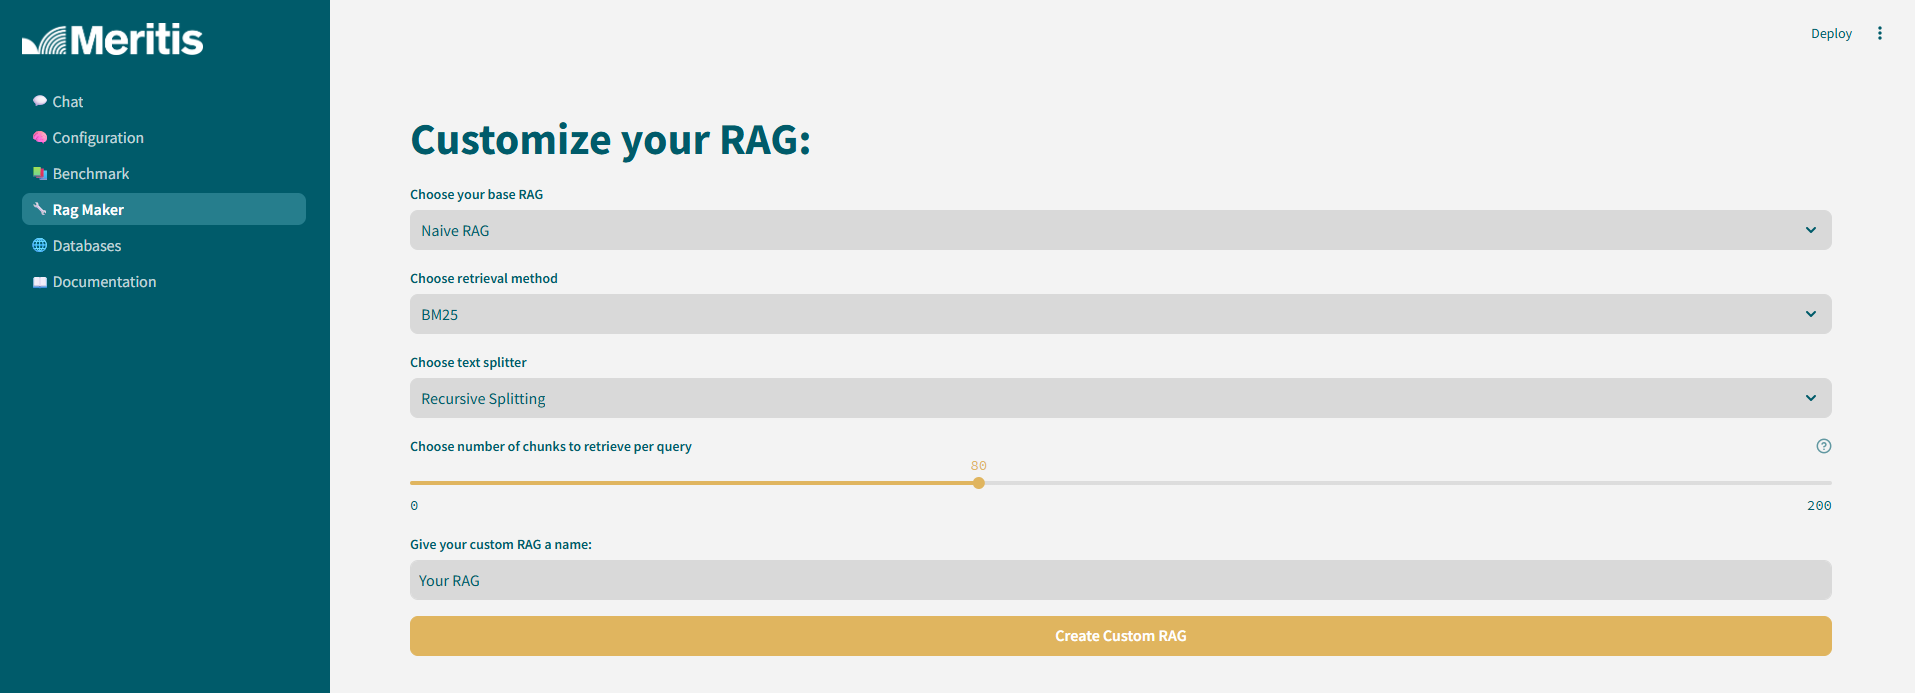 Meritis
Chat
Configuration
Benchmark
Rag Maker
Databases
Documentation
Deploy
Customize your RAG:
Choose your base RAG
Naive RAG
Choose retrieval method
BM25
Choose text splitter
Recursive Splitting
Choose number of chunks to retrieve per query
?
80
0 200
Give your custom RAG a name:
Your RAG
Create Custom RAG